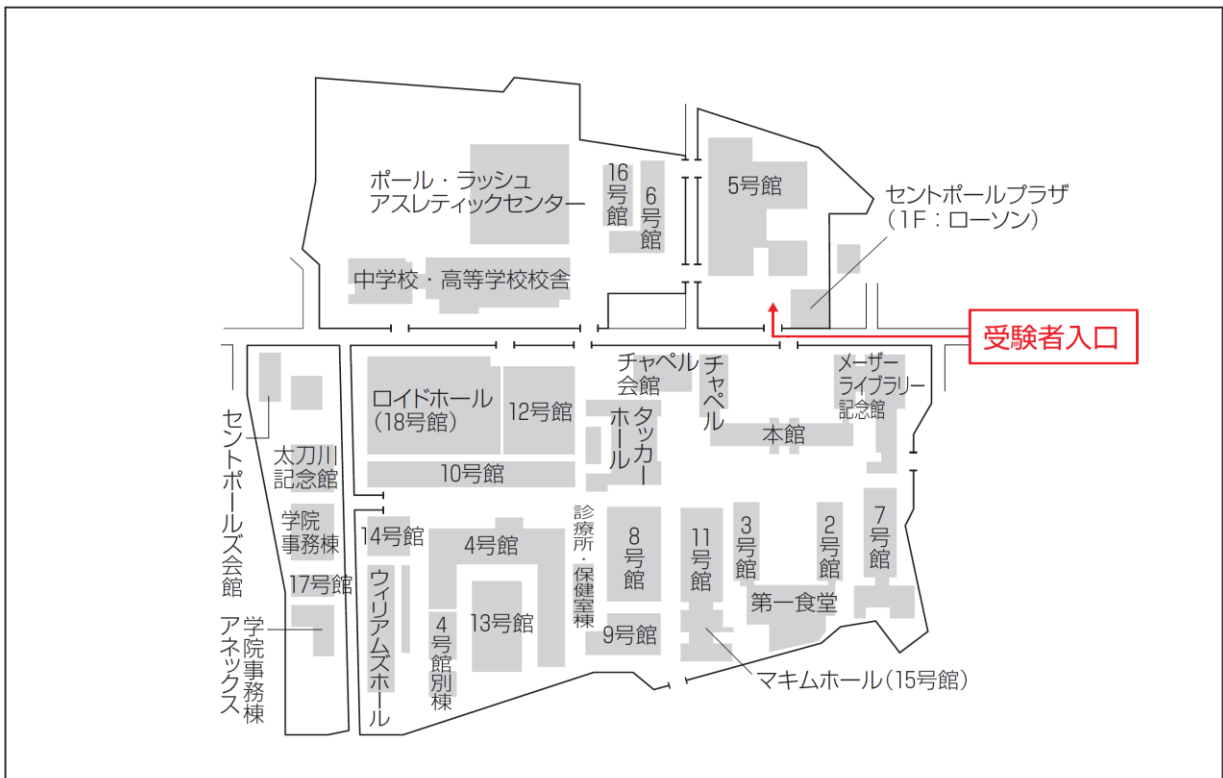 ポール・ラッシュ
アスレティックセンター
16号館
6号館
5号館
セントポールプラザ
(1F：ローソン)
中学校・高等学校校舎
受験者入口
チャペル
会館
チャペル
メーザー
ライブラリー
記念館
ロイドホール
(18号館)
12号館
タッカー
ホール
本館
セントポールズ会館
太刀川
記念館
10号館
学院
事務棟
14号館
4号館
診療所・保健室棟
8号館
11号館
3号館
2号館
7号館
17号館
ウィリアムズホール
13号館
第一食堂
学院事務棟
アネックス
4号館別棟
9号館
マキムホール(15号館)